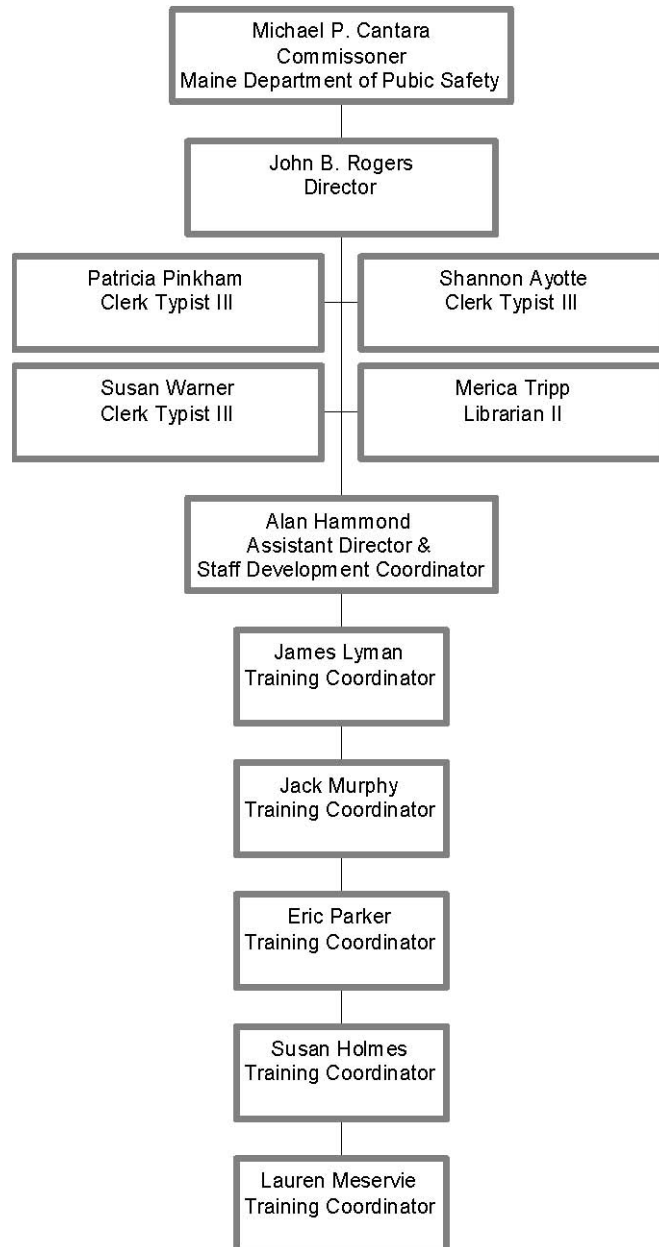 Michael P. Cantara
Commissoner
Maine Department of Pubic Safety
John B. Rogers
Director
Patricia Pinkham
Clerk Typist III
Shannon Ayotte
Clerk Typist III
Susan Warner
Clerk Typist III
Merica Tripp
Librarian II
Alan Hammond
Assistant Director &
Staff Development Coordinator
James Lyman
Training Coordinator
Jack Murphy
Training Coordinator
Eric Parker
Training Coordinator
Susan Holmes
Training Coordinator
Lauren Meservie
Training Coordinator